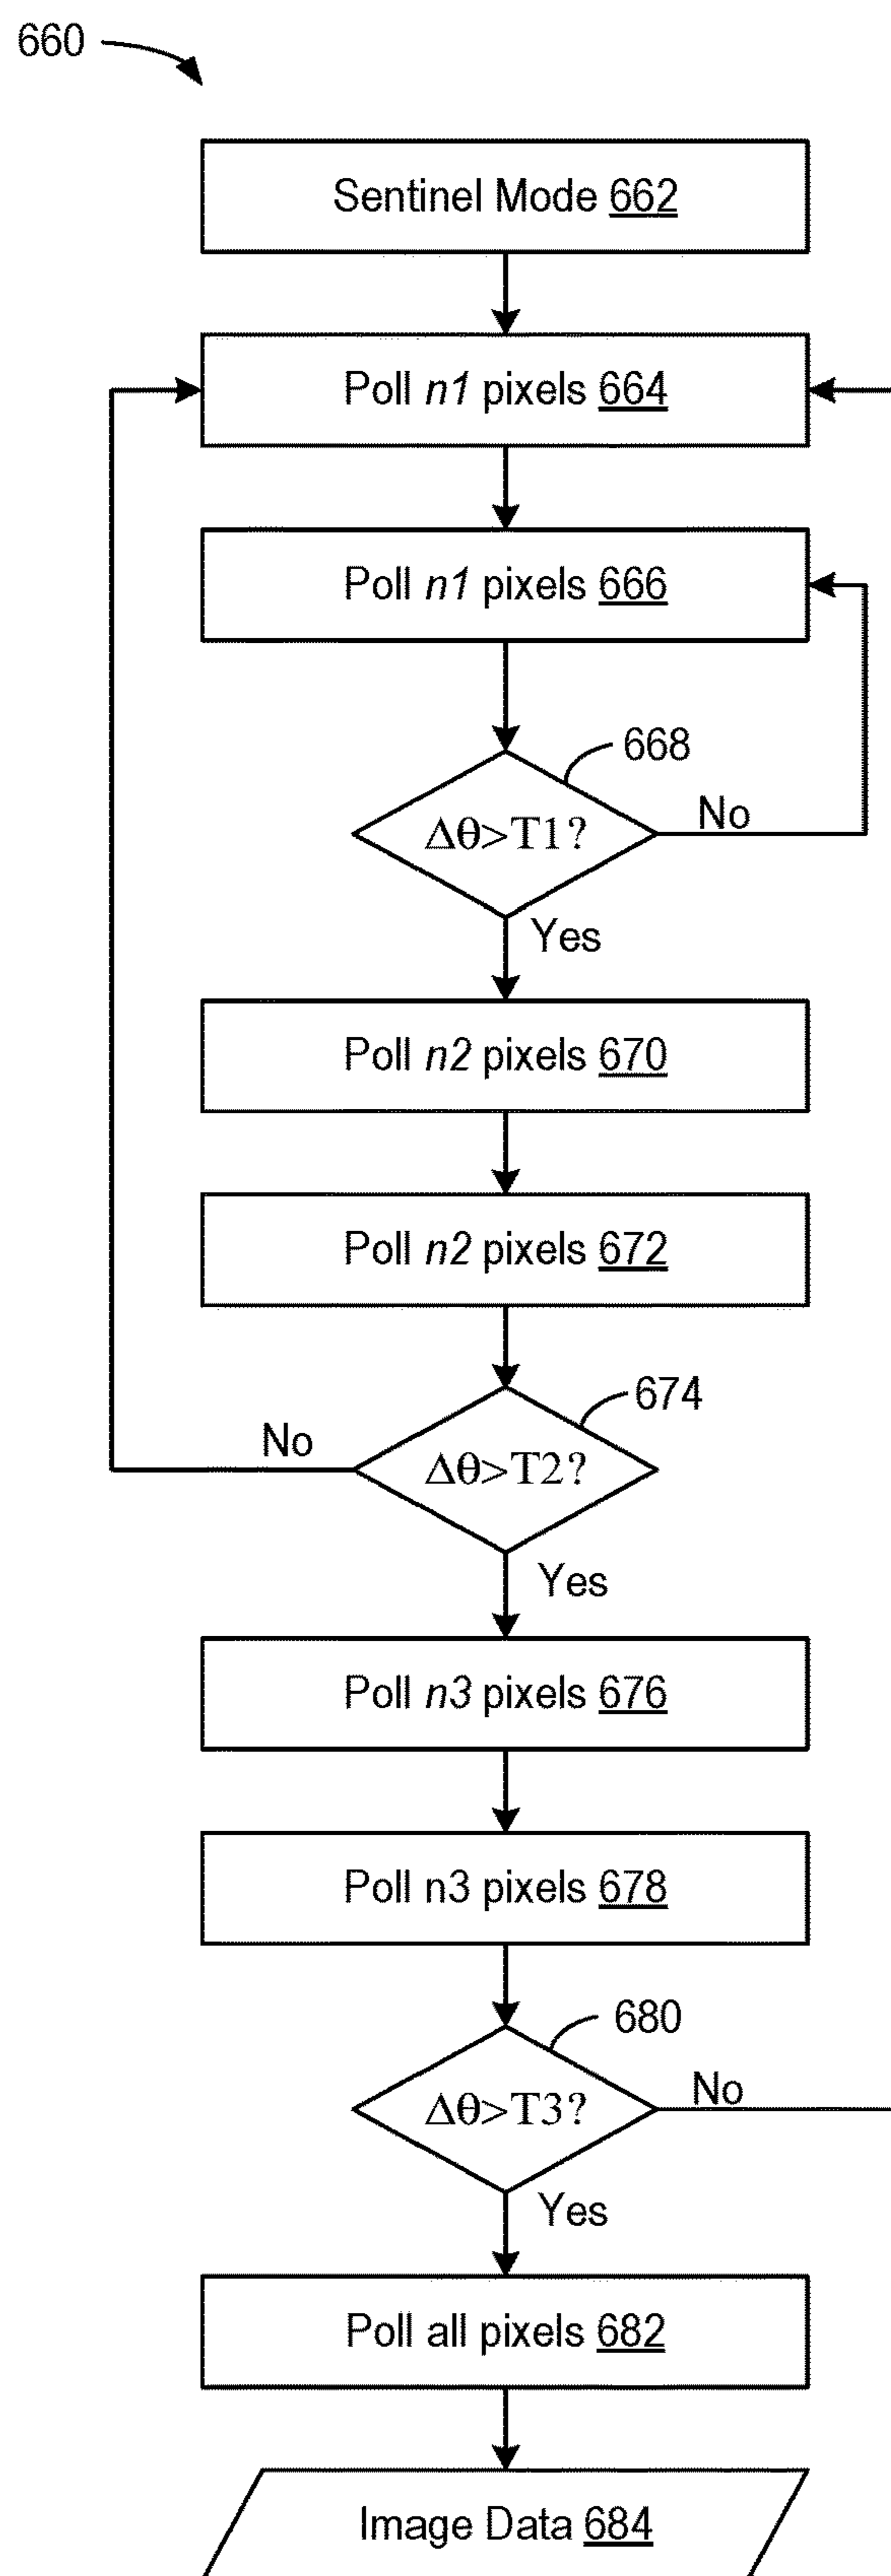 660
Sentinel Mode 662
Poll n1 pixels 664
Poll n1 pixels 666
668
Δθ>T1?
No
Yes
Poll n2 pixels 670
Poll n2 pixels 672
674
No
Δθ>T2?
Yes
Poll n3 pixels 676
Poll n3 pixels 678
680
Δθ>T3?
No
Yes
Poll all pixels 682
Image Data 684